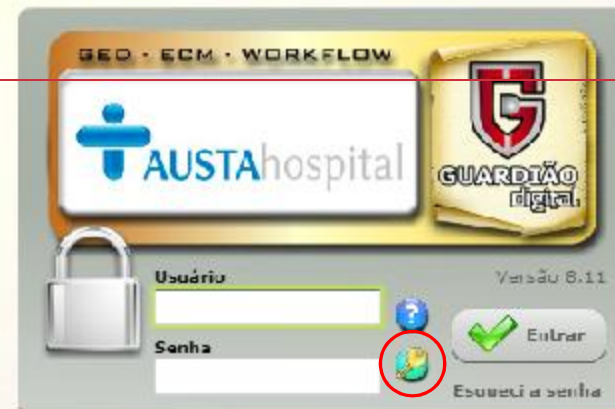 GED · ECM · WORKFLOW
AUSTAhospital
GUARDIÃO
digital
Usuário
Versão 8.11
Senha
Entrar
Esqueci a senha